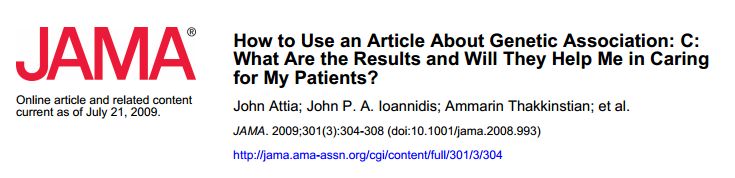 JAMA®
Online article and related content
current as of July 21, 2009.
How to Use an Article About Genetic Association: C:
What Are the Results and Will They Help Me in Caring
for My Patients?
John Attia; John P. A. Ioannidis; Ammarin Thakkinstian; et al.
JAMA. 2009;301(3):304-308 (doi:10.1001/jama.2008.993)
http://jama.ama-assn.org/cgi/content/full/301/3/304